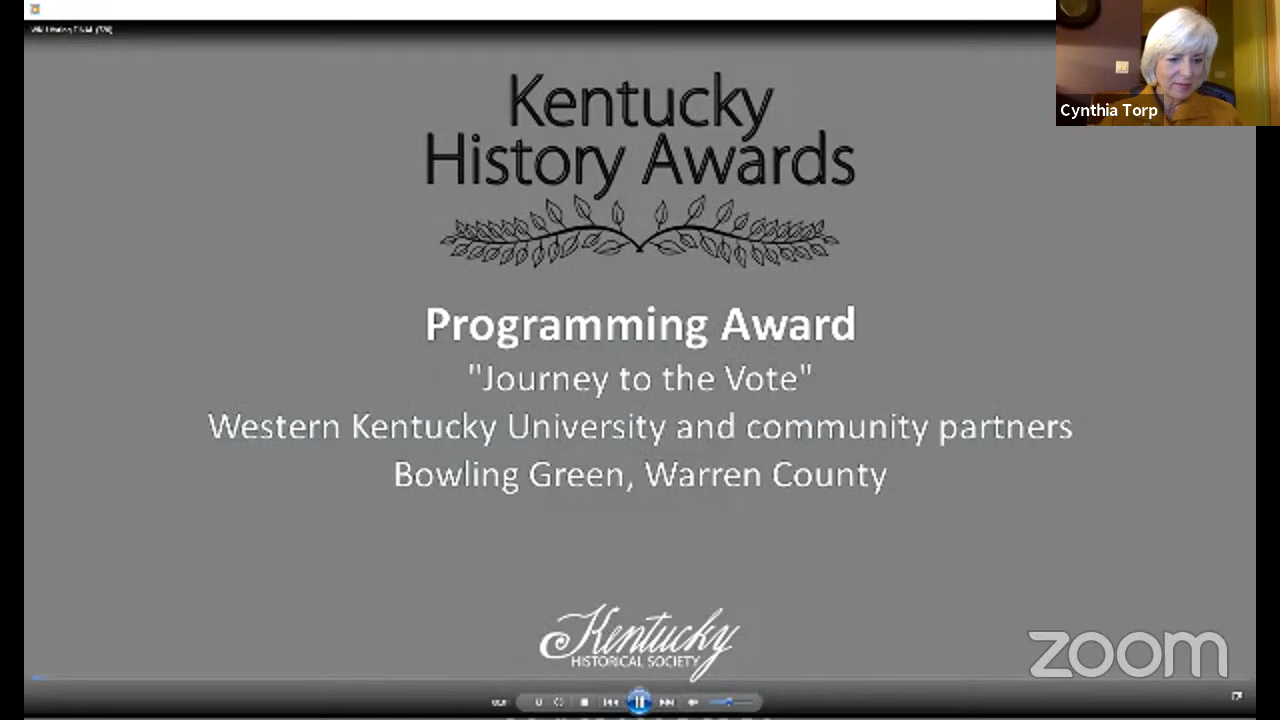 Cynthia Torp
Kentucky
History Awards
Programming Award
"Journey to the Vote"
Western Kentucky University and community partners
Bowling Green, Warren County
Kentucky
HISTORICAL SOCIETY
zoom